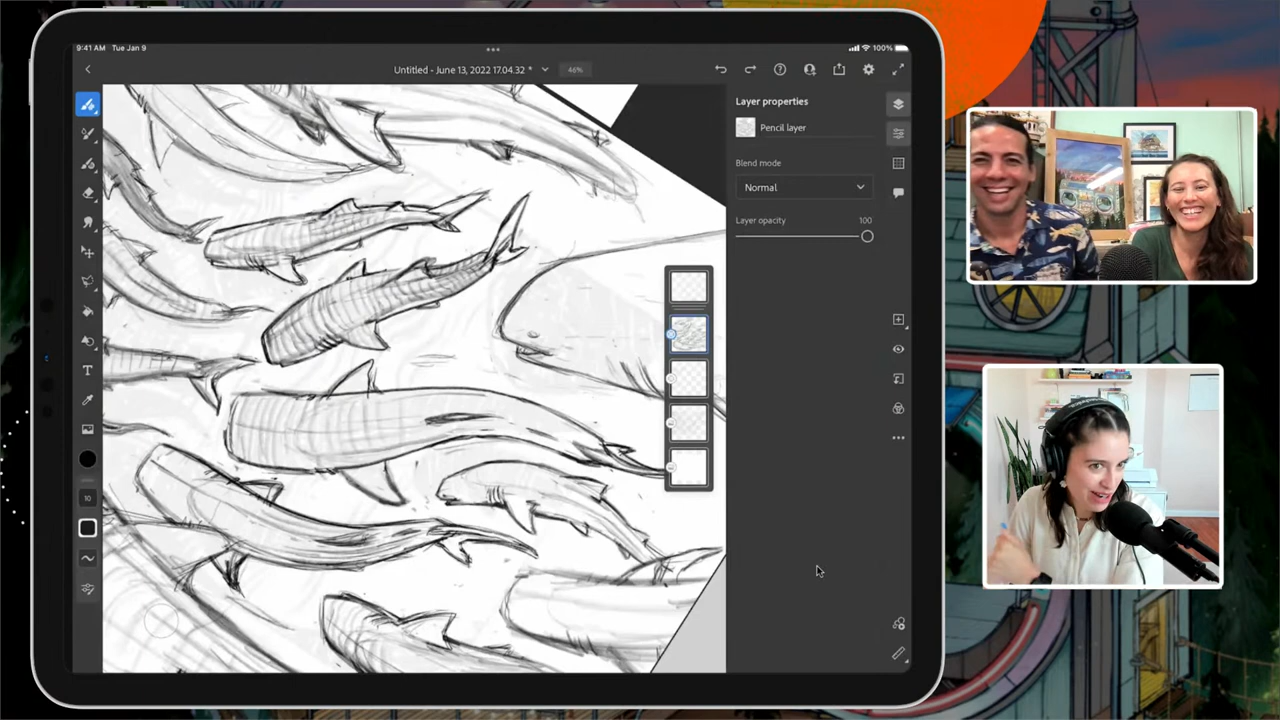 9:41 AM Tue Jan 9
100%
Untitled - June 13, 2022 17.04.32 *
46%
Layer properties
Pencil layer
Blend mode
Normal
Layer opacity
100
T
10